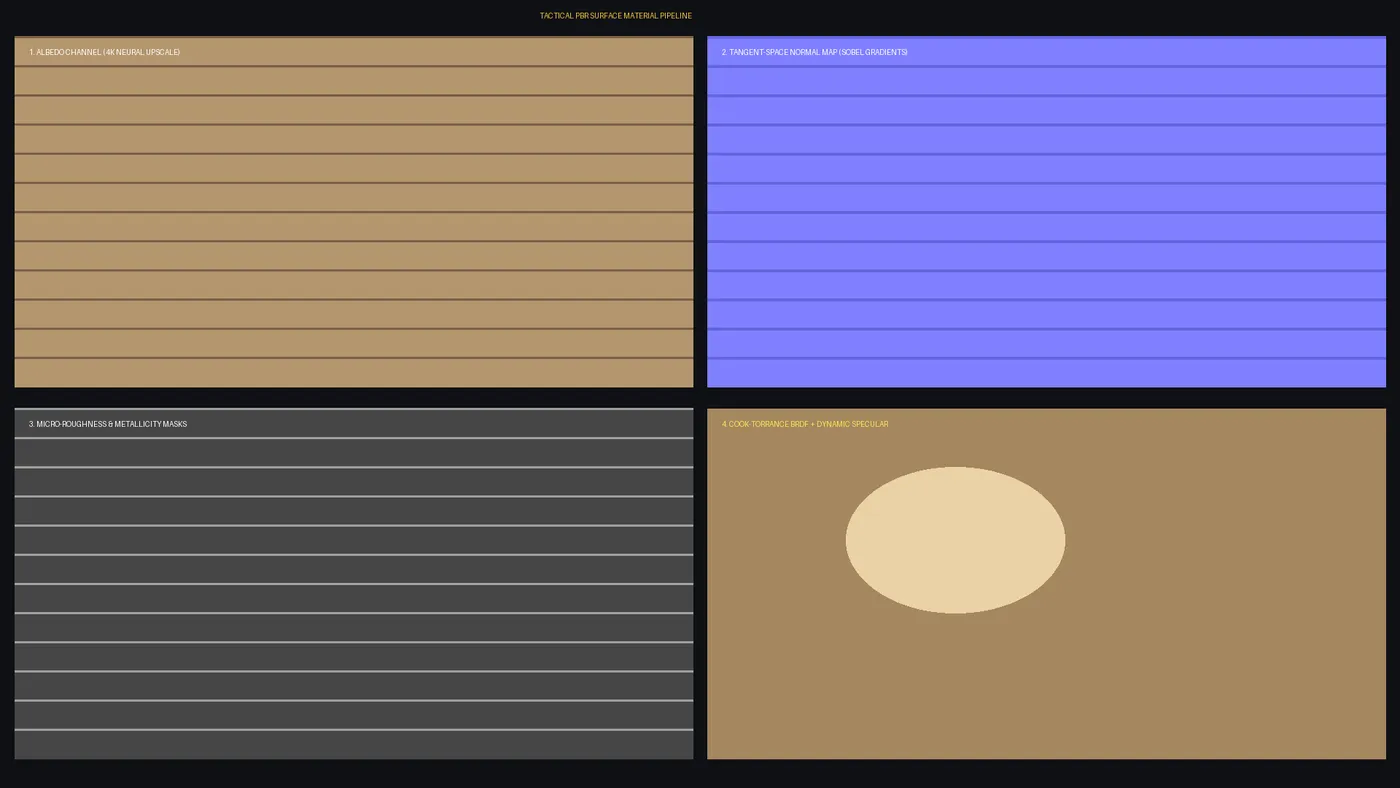 TACTICAL PBR SURFACE MATERIAL PIPELINE
1. ALBEDO CHANNEL (4K NEURAL UPSCALE)
2. TANGENT-SPACE NORMAL MAP (SOBEL GRADIENTS)
3. MICRO-ROUGHNESS & METALLICITY MASKS
4. COOK-TORRANCE BRDF + DYNAMIC SPECULAR